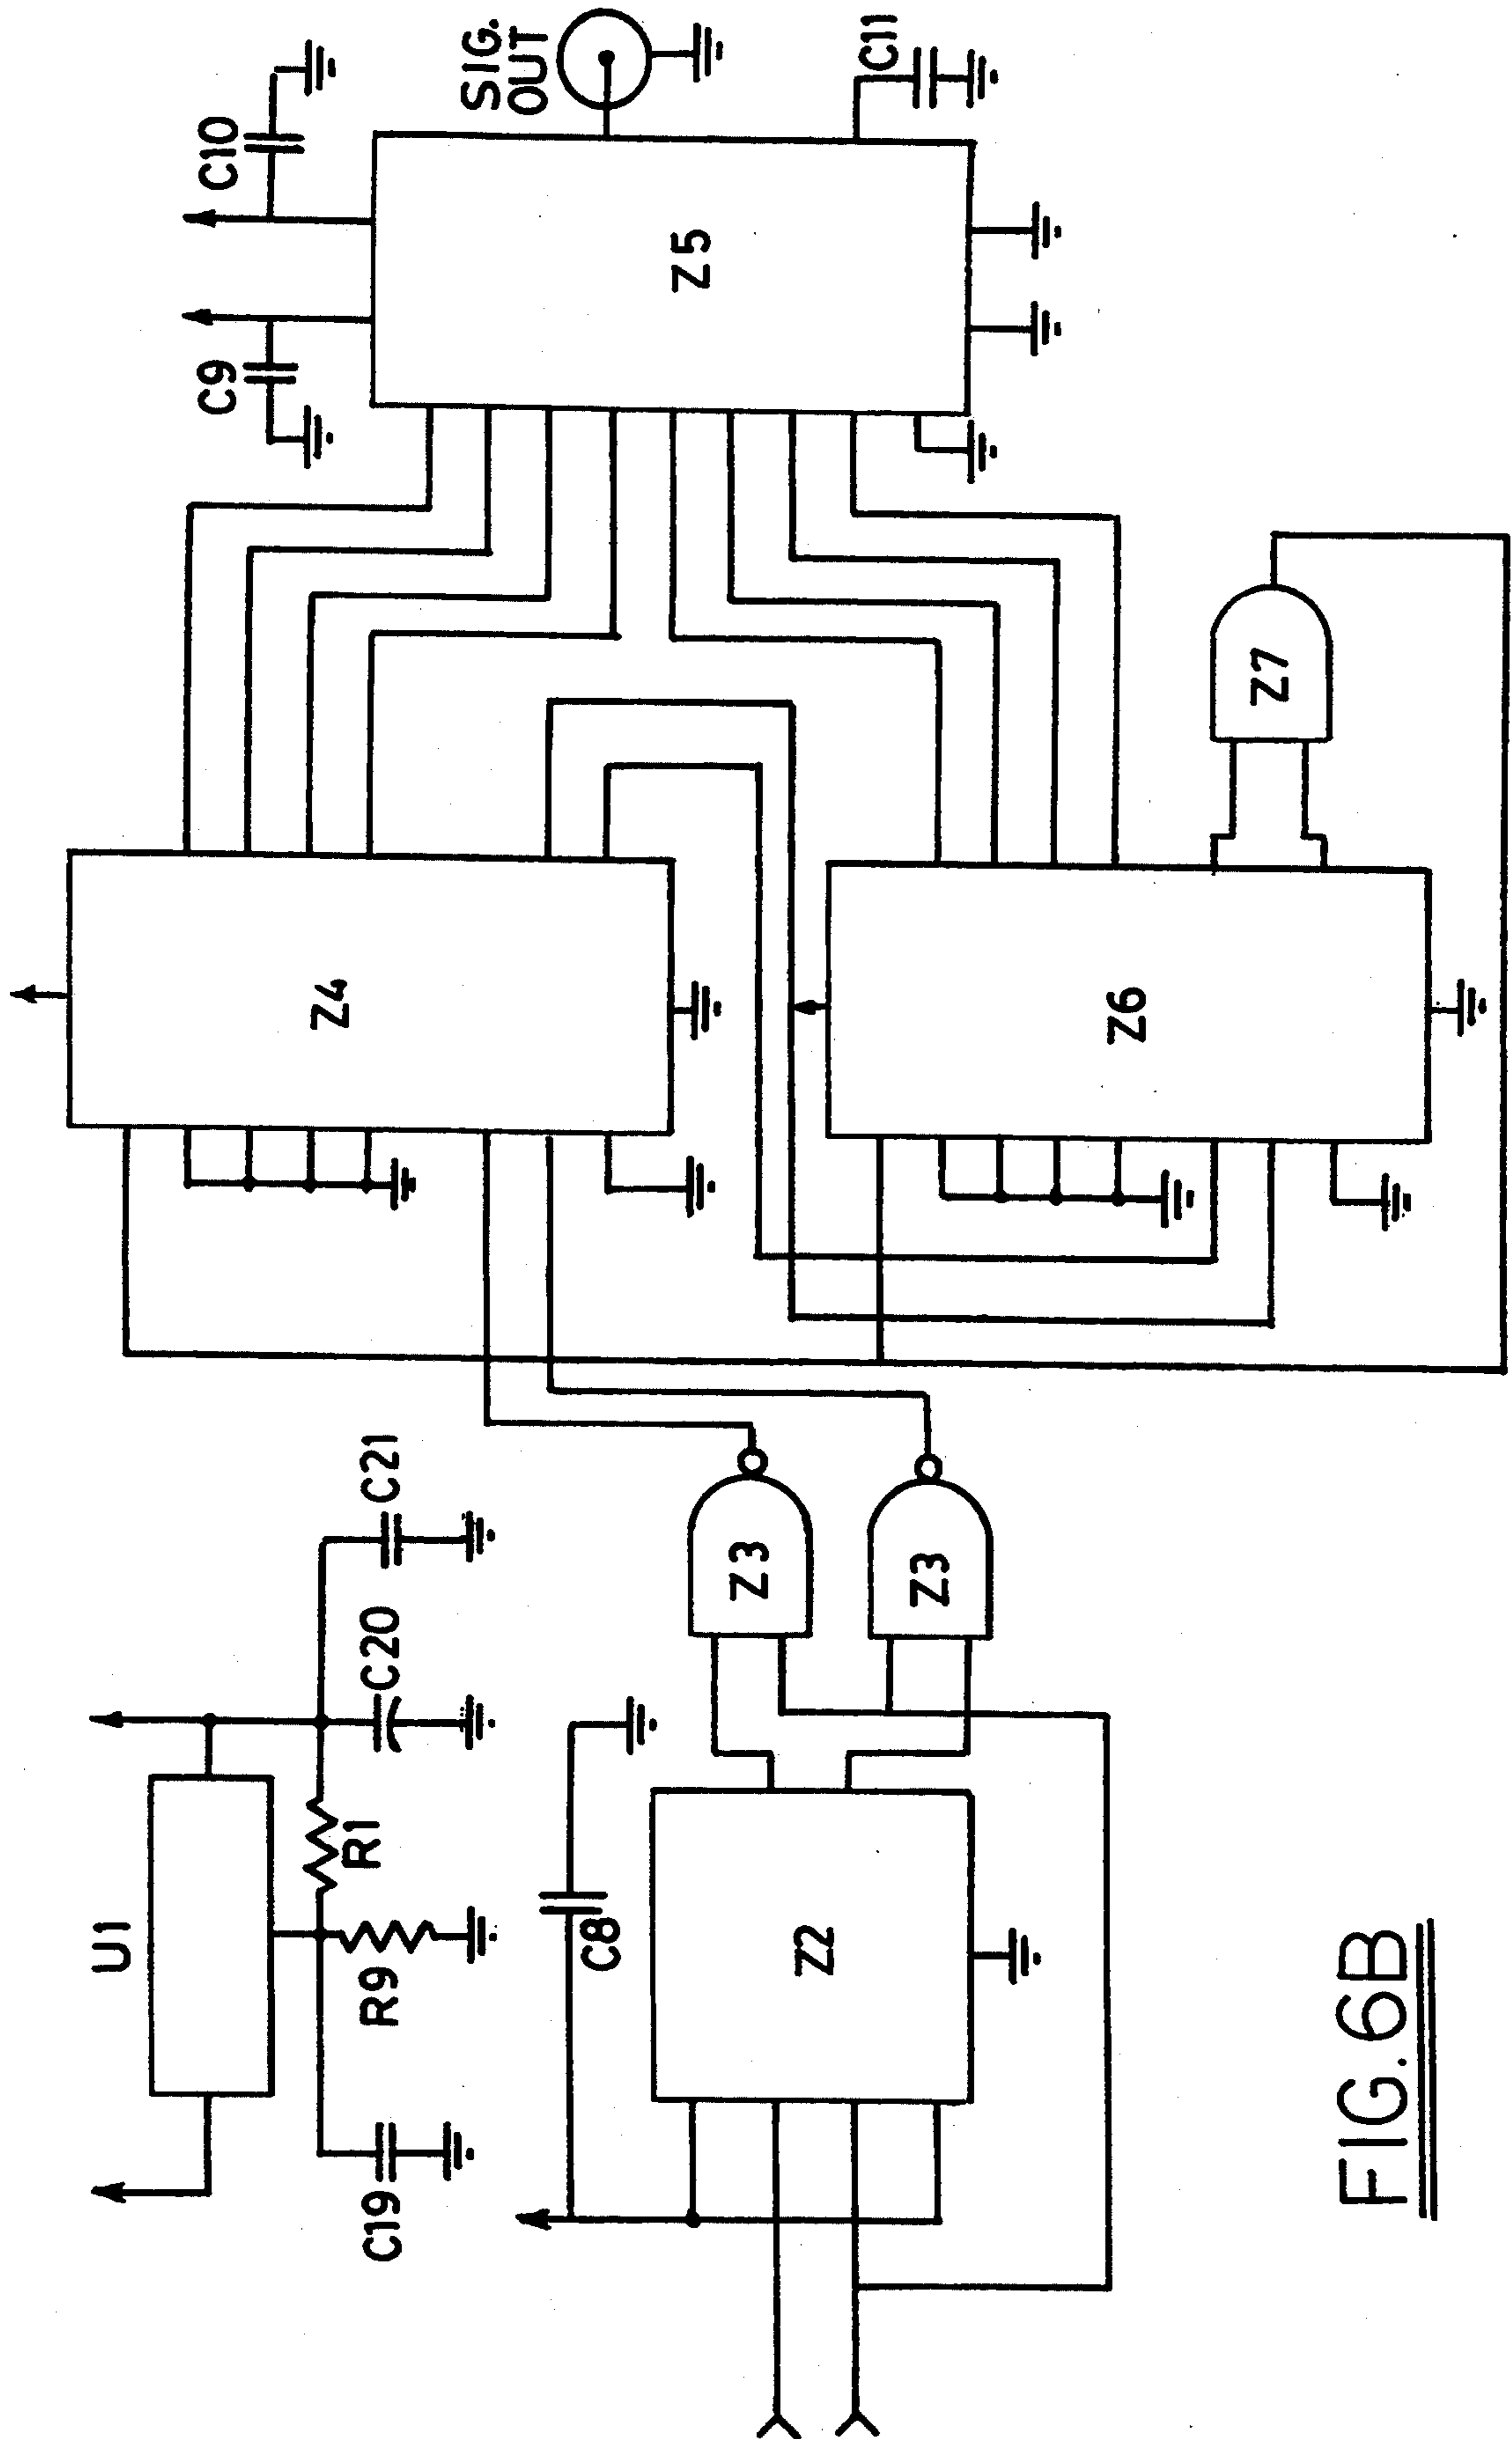 U1
C19
R9
R1
C20
C21
C8
Z2
Z3
Z3
Z4
Z6
Z7
C9
C10
Z5
SIG.
OUT
C11
FIG. 6B